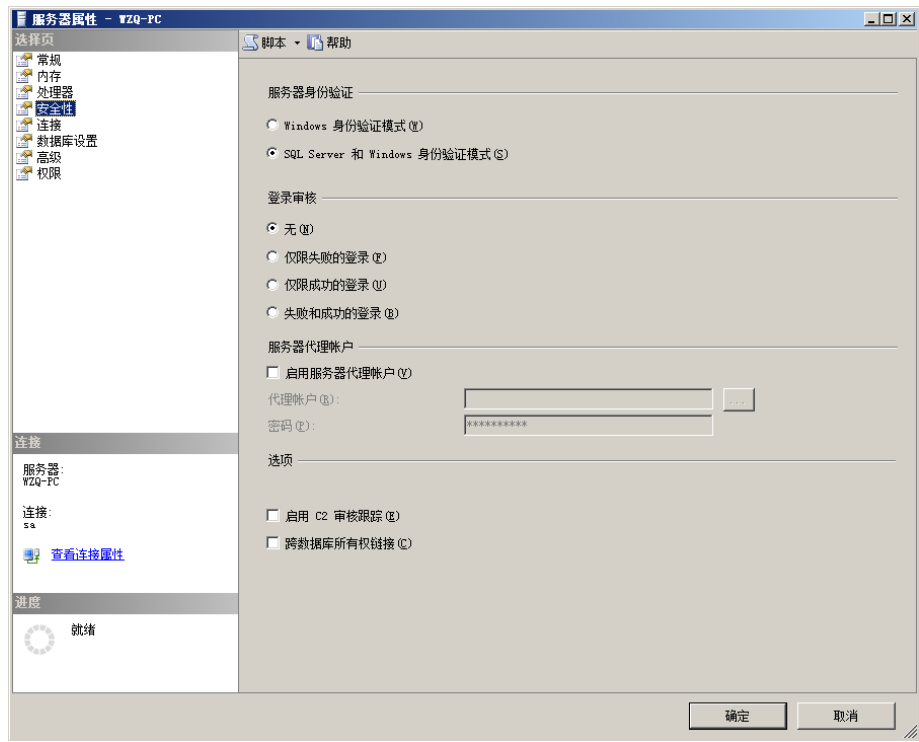 服务器属性 - WZQ-PC
选择页
常规
内存
处理器
安全性
连接
数据库设置
高级
权限
脚本 帮助
服务器身份验证
Windows 身份验证模式(W)
SQL Server 和 Windows 身份验证模式(S)
登录审核
无(N)
仅限失败的登录(F)
仅限成功的登录(U)
失败和成功的登录(B)
服务器代理帐户
启用服务器代理帐户(V)
代理帐户(R):
...
密码(P):
**********
选项
启用 C2 审核跟踪(E)
跨数据库所有权链接(C)
连接
服务器:
WZQ-PC
连接:
sa
查看连接属性
进度
就绪
确定
取消